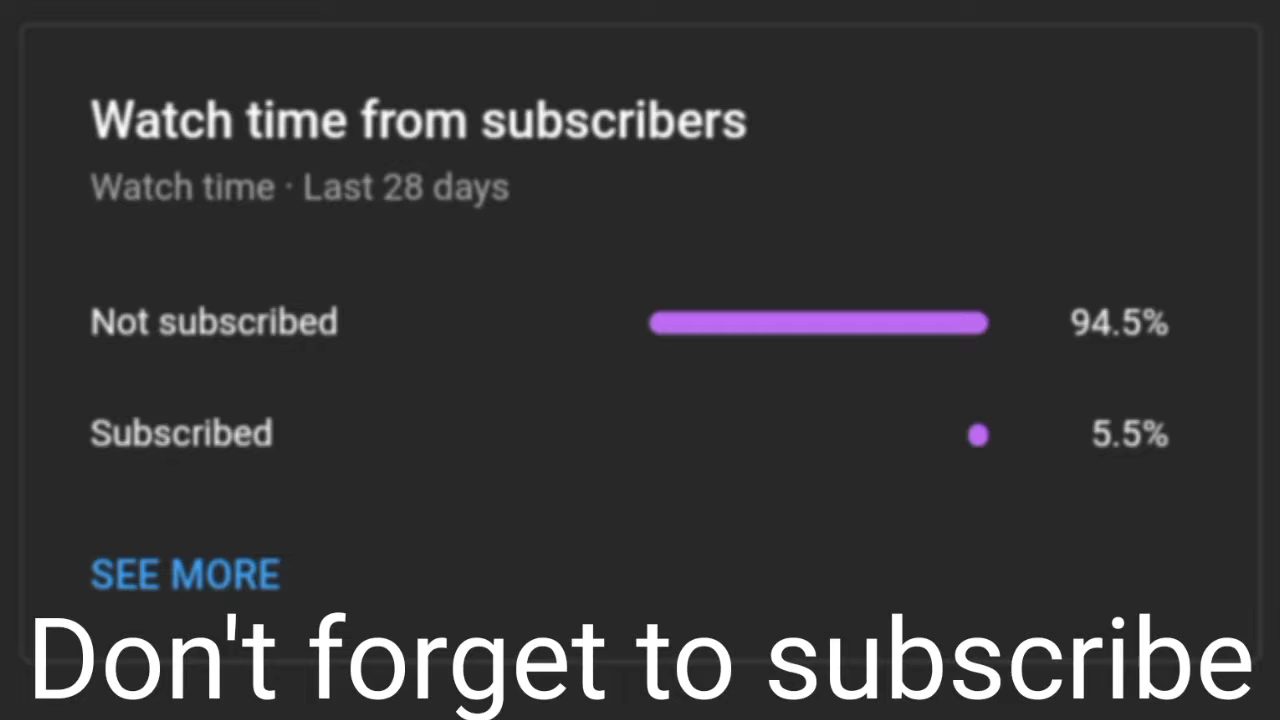 Watch time from subscribers
Watch time · Last 28 days
Not subscribed 94.5%
Subscribed 5.5%
SEE MORE
Don't forget to subscribe